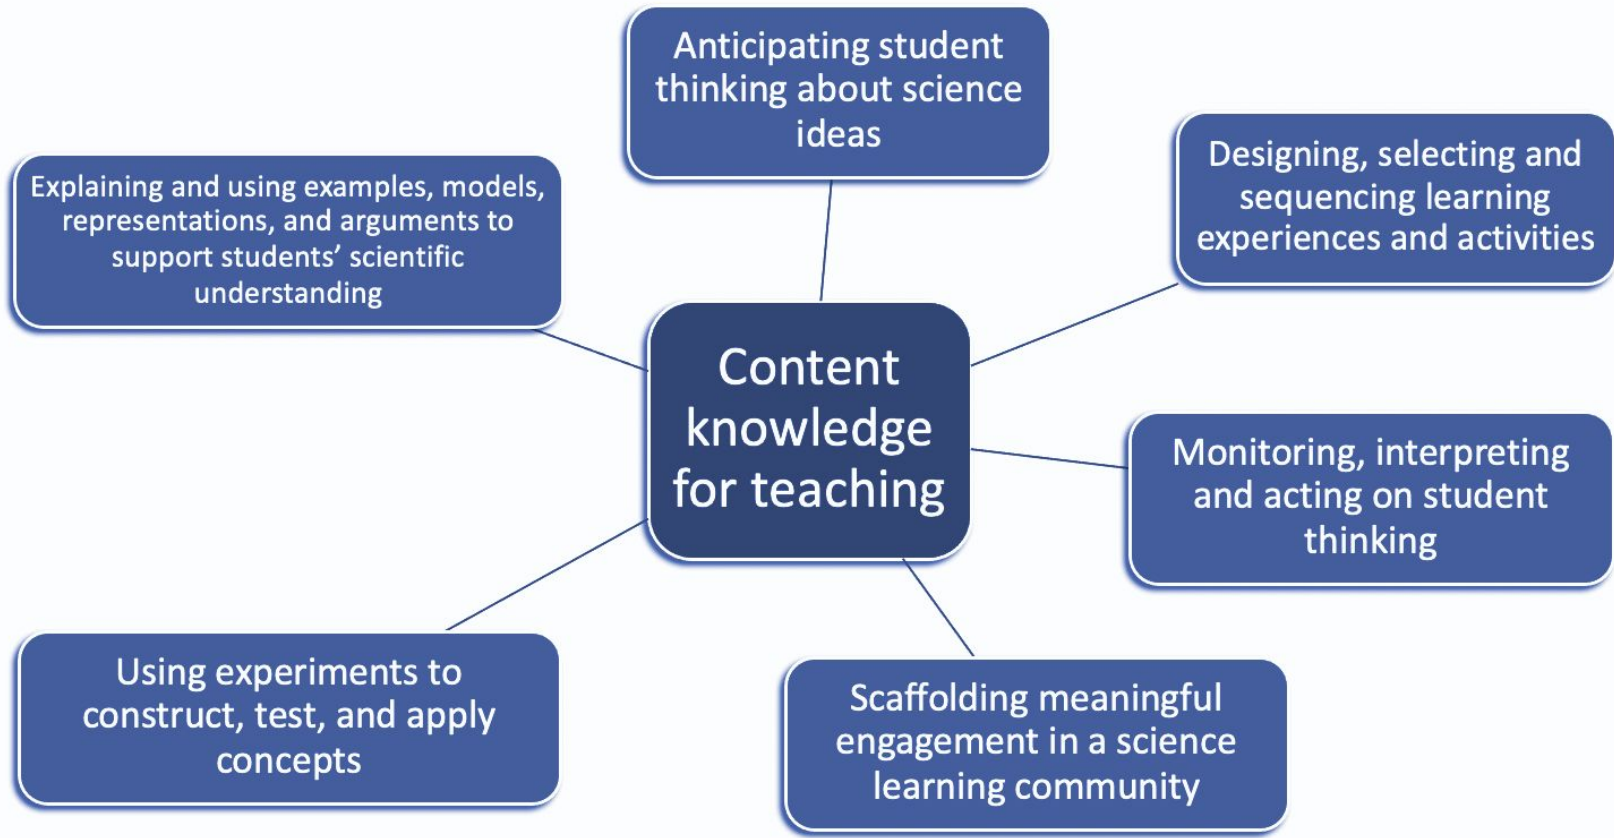 Anticipating student
thinking about science
ideas
Designing, selecting and
sequencing learning
experiences and activities
Explaining and using examples, models,
representations, and arguments to
support students’ scientific
understanding
Content
knowledge
for teaching
Monitoring, interpreting
and acting on student
thinking
Using experiments to
construct, test, and apply
concepts
Scaffolding meaningful
engagement in a science
learning community